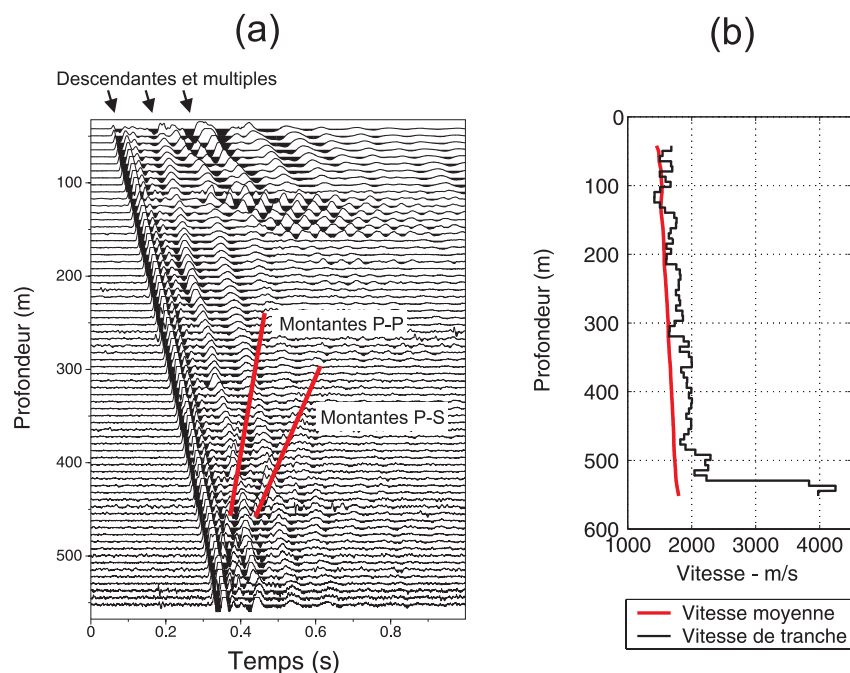 (a)
Descendantes et multiples
100
200
300
400
500
Profondeur (m)
Montantes P-P
Montantes P-S
0
0.2
0.4
0.6
0.8
Temps (s)
(b)
0
100
200
300
400
500
600
Profondeur (m)
1000
2000
3000
4000
Vitesse - m/s
Vitesse moyenne
Vitesse de tranche